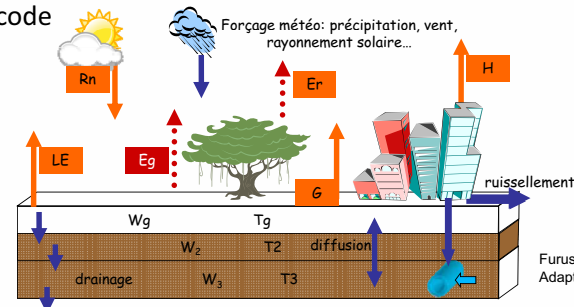 code
Forçage météo: précipitation, vent,
rayonnement solaire...
Rn
H
Er
LE
Eg
G
ruissellement
Wg Tg
W2 T2 diffusion
drainage W3 T3
Furus
Adapt